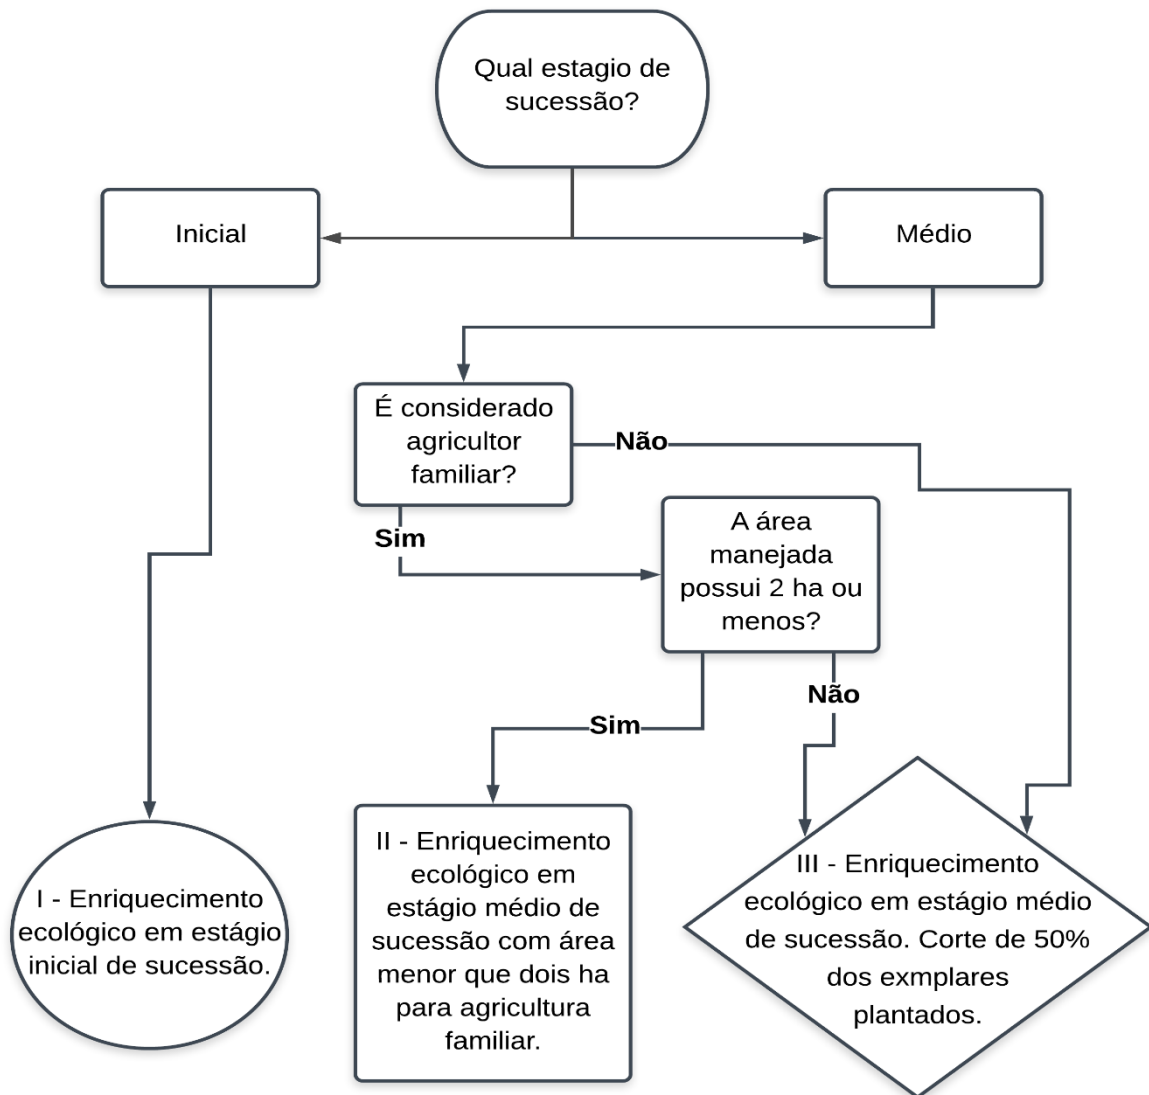 Qual estagio de
sucessão?
Inicial
Médio
É considerado
agricultor
familiar?
Não
Sim
A área
manejada
possui 2 ha ou
menos?
Não
Sim
I - Enriquecimento
ecológico em estágio
inicial de sucessão.
II - Enriquecimento
ecológico em
estágio médio de
sucessão com área
menor que dois ha
para agricultura
familiar.
III - Enriquecimento
ecológico em estágio médio
de sucessão. Corte de 50%
dos exmplares
plantados.